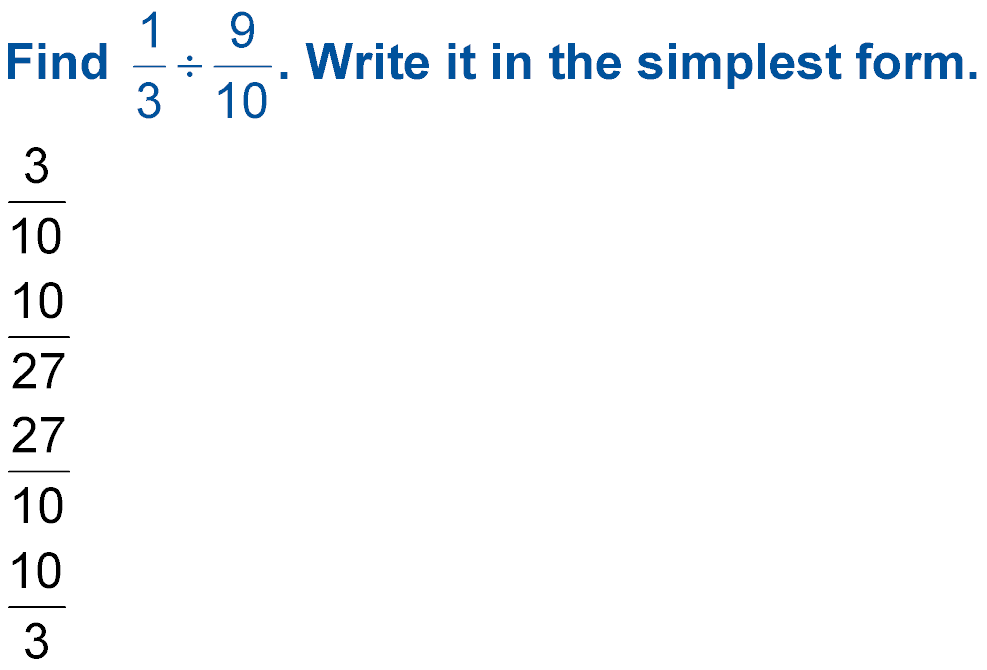 Find 1/3 ÷ 9/10. Write it in the simplest form.
3/10
10/27
27/10
10/3